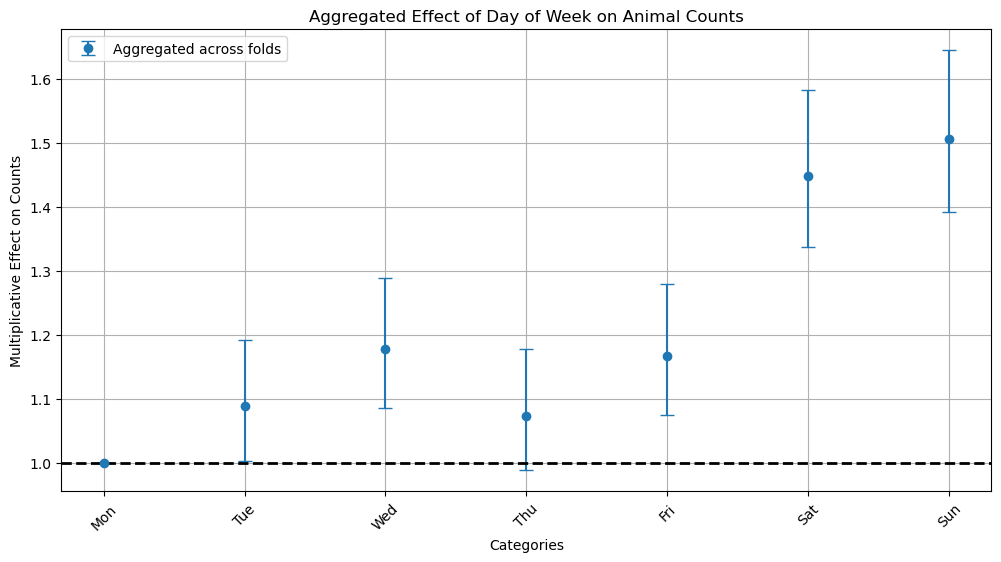 Aggregated Effect of Day of Week on Animal Counts
Aggregated across folds
Multiplicative Effect on Counts
1.6
1.5
1.4
1.3
1.2
1.1
1.0
Mon
Tue
Wed
Thu
Fri
Sat
Sun
Categories